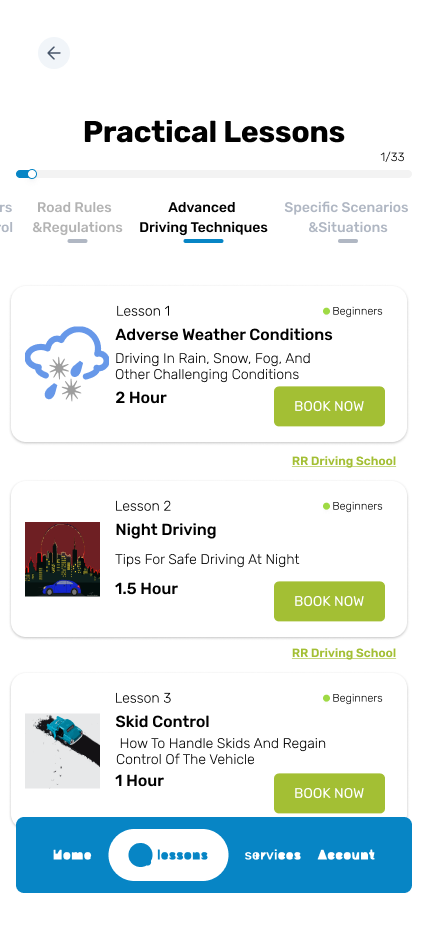 Practical Lessons
1/33
rs
rol
Road Rules
&Regulations
Advanced
Driving Techniques
Specific Scenarios
&Situations
Lesson 1
Beginners
Adverse Weather Conditions
Driving In Rain, Snow, Fog, And
Other Challenging Conditions
2 Hour
BOOK NOW
RR Driving School
Lesson 2
Beginners
Night Driving
Tips For Safe Driving At Night
1.5 Hour
BOOK NOW
RR Driving School
Lesson 3
Beginners
Skid Control
How To Handle Skids And Regain
Control Of The Vehicle
1 Hour
BOOK NOW
Home
lessons
services
Account